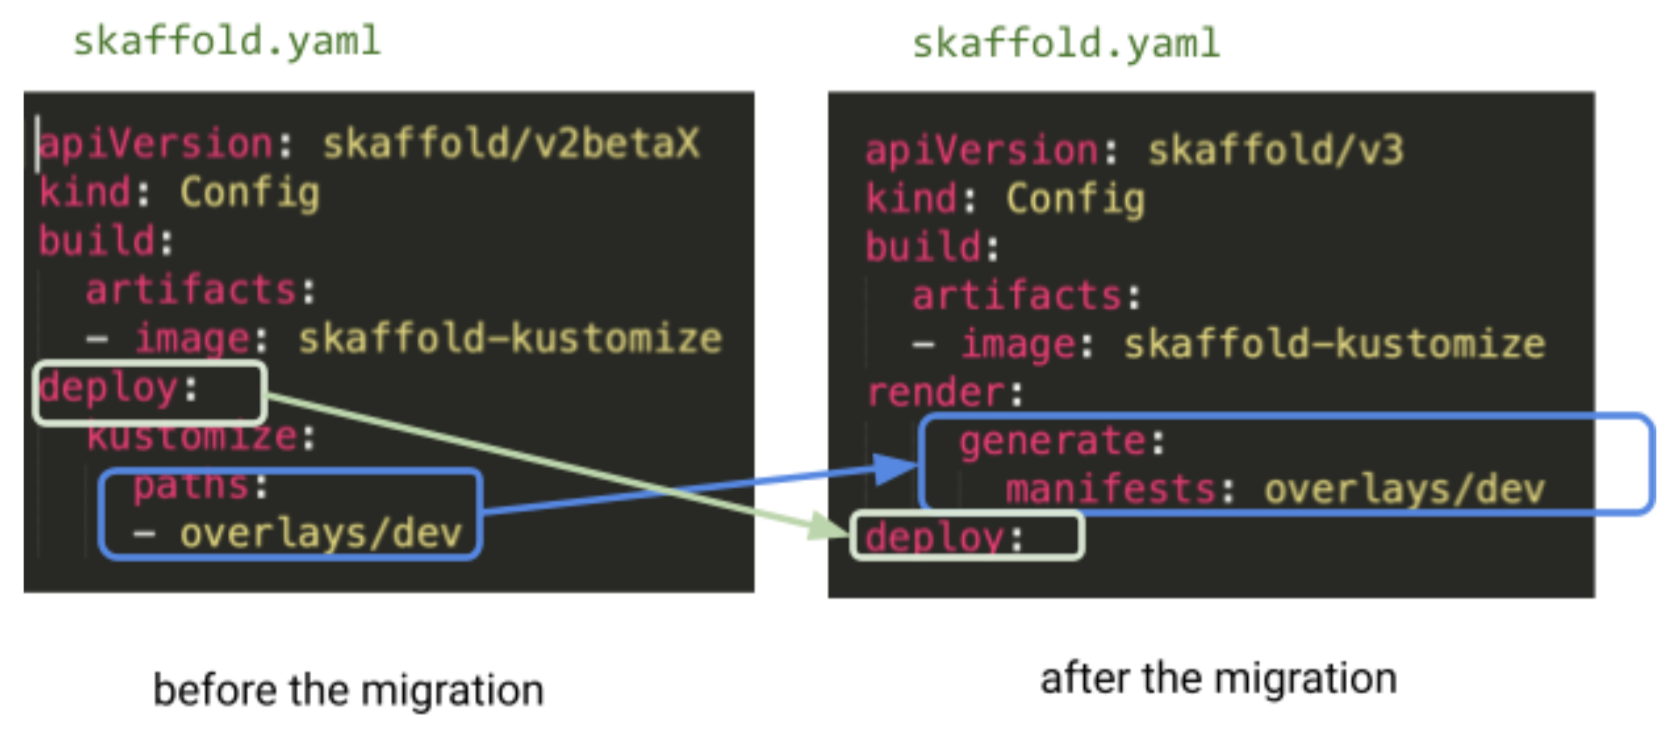 skaffold.yaml
apiVersion: skaffold/v2betaX
kind: Config
build:
  artifacts:
  - image: skaffold-kustomize
deploy:
  kustomize:
    paths:
    - overlays/dev
before the migration
skaffold.yaml
apiVersion: skaffold/v3
kind: Config
build:
  artifacts:
  - image: skaffold-kustomize
render:
    generate:
      manifests: overlays/dev
deploy:
after the migration